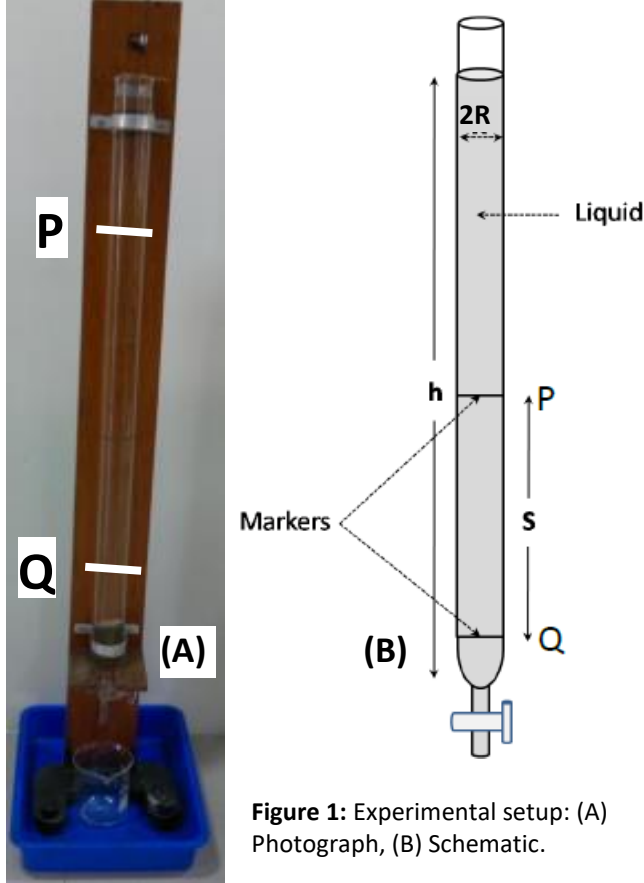 P
Q
(A)
2R
Liquid
h
P
Markers
S
Q
(B)
Figure 1: Experimental setup: (A)
Photograph, (B) Schematic.